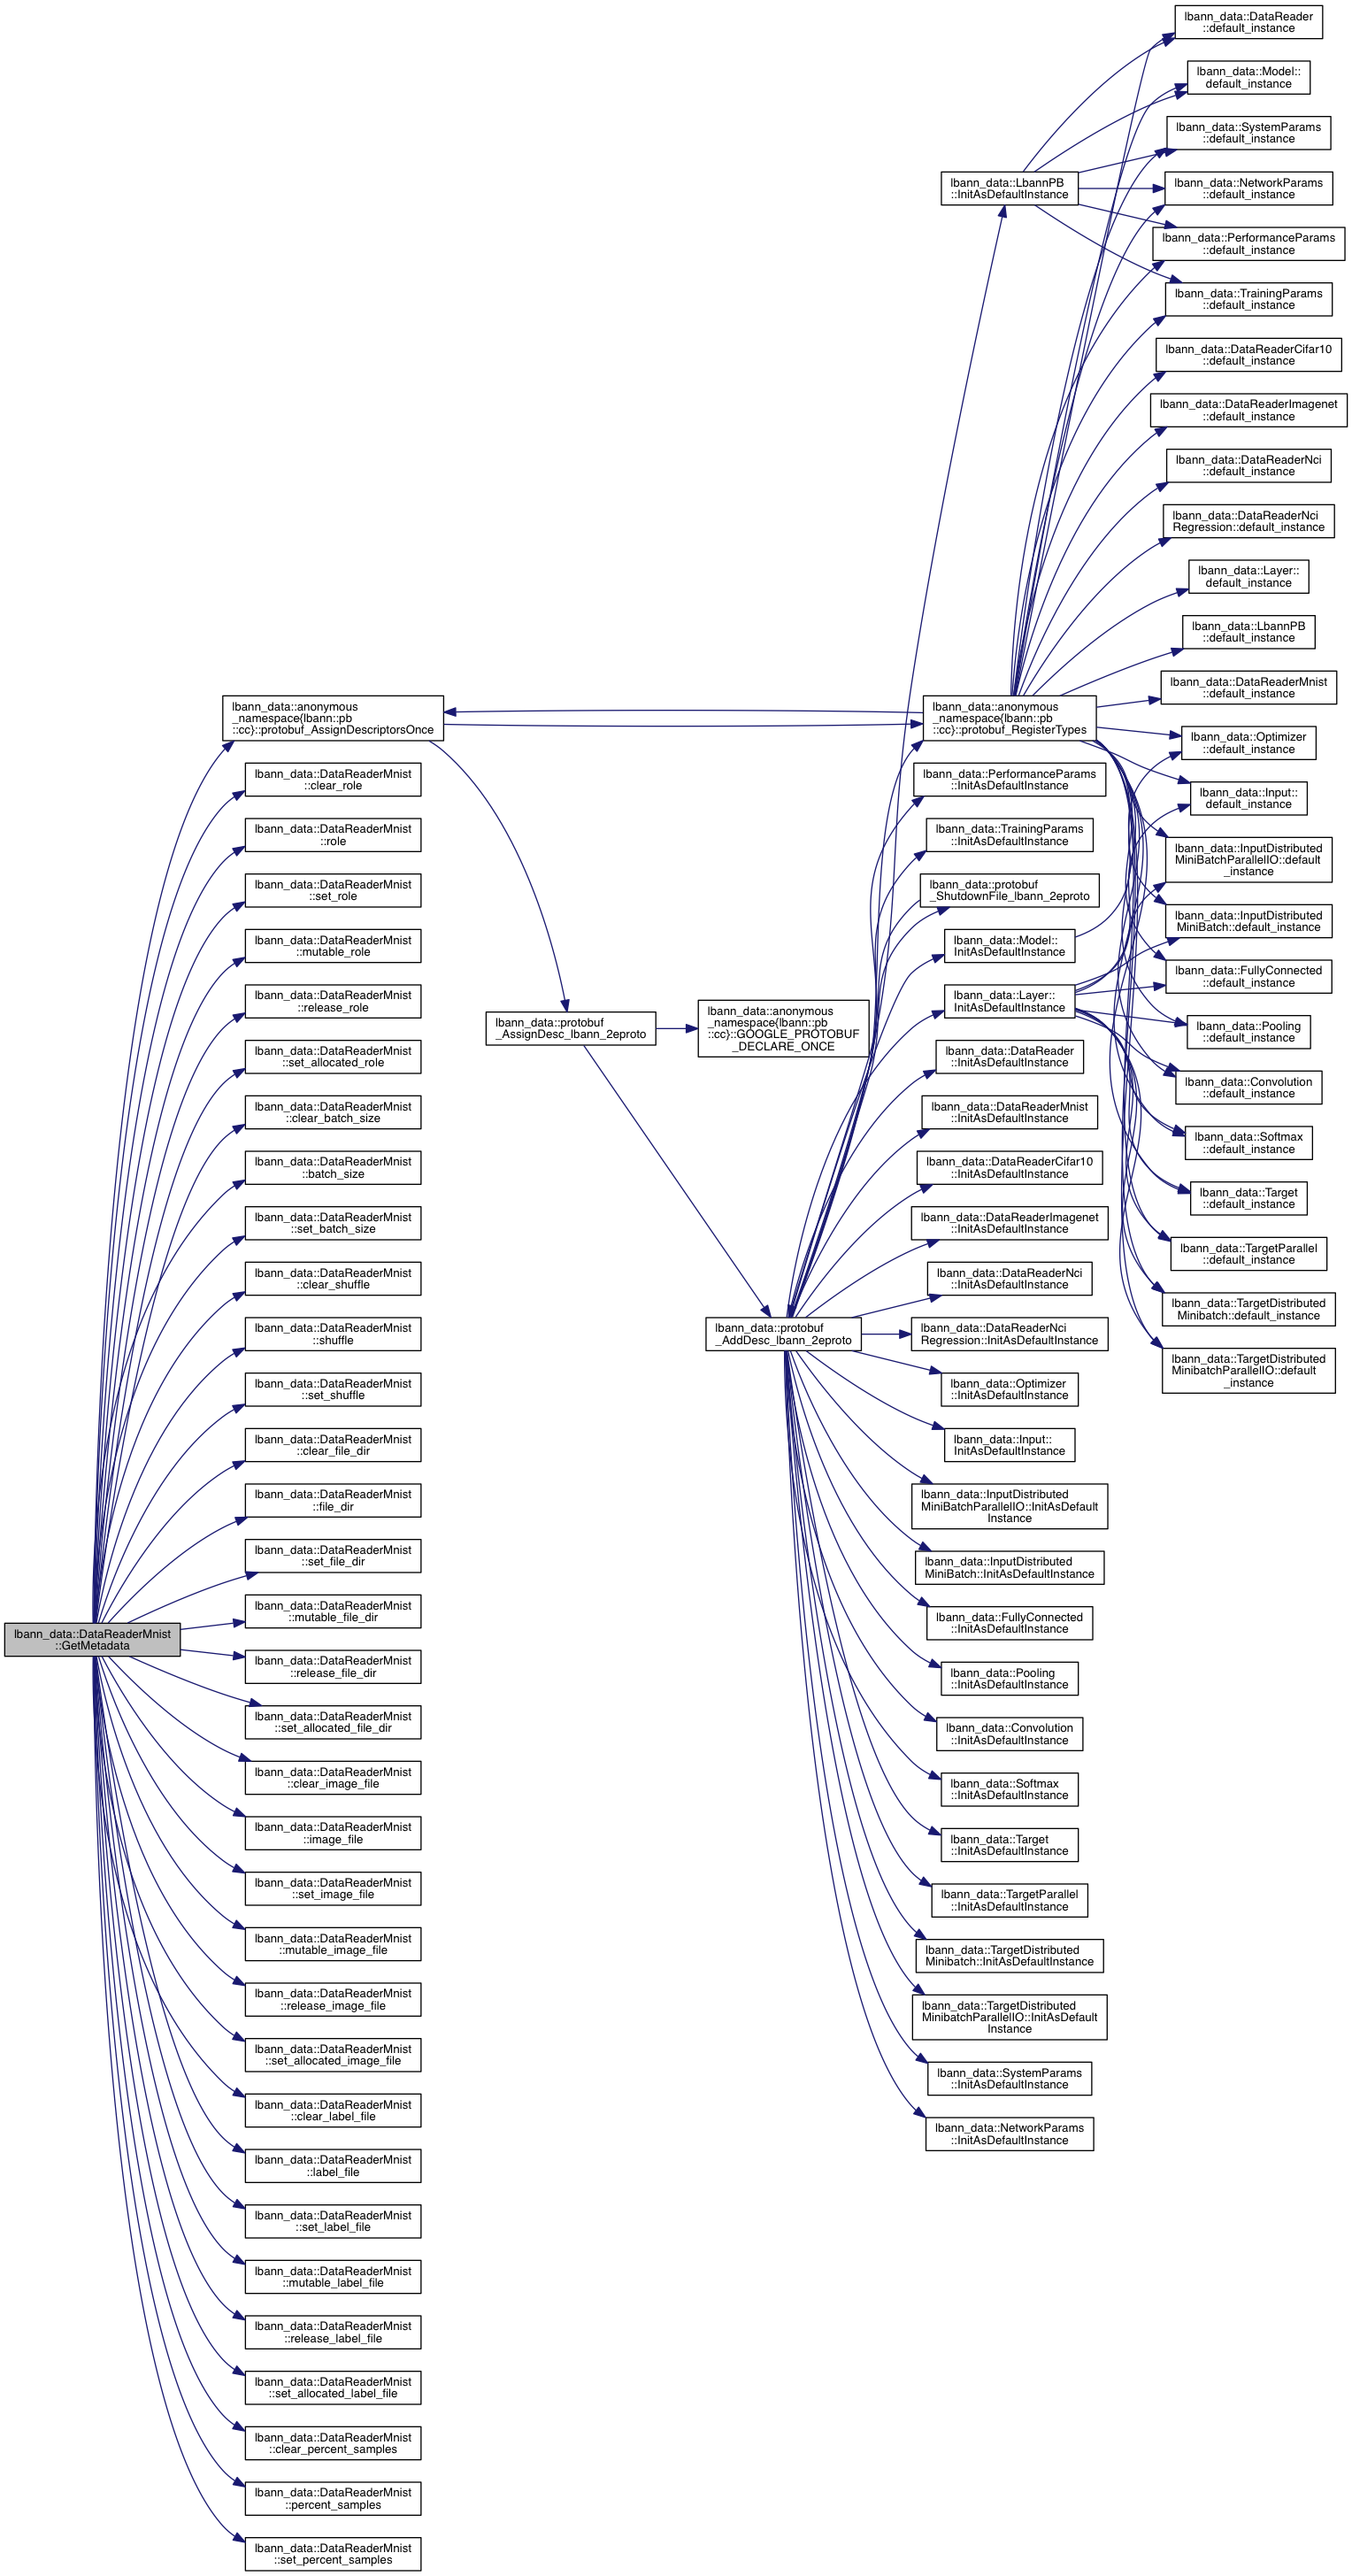 lbann_data::DataReaderMnist
::GetMetadata
lbann_data::anonymous
_namespace{lbann::pb
::cc}::protobuf_AssignDescriptorsOnce
lbann_data::DataReaderMnist
::clear_role
lbann_data::DataReaderMnist
::role
lbann_data::DataReaderMnist
::set_role
lbann_data::DataReaderMnist
::mutable_role
lbann_data::DataReaderMnist
::release_role
lbann_data::DataReaderMnist
::set_allocated_role
lbann_data::DataReaderMnist
::clear_batch_size
lbann_data::DataReaderMnist
::batch_size
lbann_data::DataReaderMnist
::set_batch_size
lbann_data::DataReaderMnist
::clear_shuffle
lbann_data::DataReaderMnist
::shuffle
lbann_data::DataReaderMnist
::set_shuffle
lbann_data::DataReaderMnist
::clear_file_dir
lbann_data::DataReaderMnist
::file_dir
lbann_data::DataReaderMnist
::set_file_dir
lbann_data::DataReaderMnist
::mutable_file_dir
lbann_data::DataReaderMnist
::release_file_dir
lbann_data::DataReaderMnist
::set_allocated_file_dir
lbann_data::DataReaderMnist
::clear_image_file
lbann_data::DataReaderMnist
::image_file
lbann_data::DataReaderMnist
::set_image_file
lbann_data::DataReaderMnist
::mutable_image_file
lbann_data::DataReaderMnist
::release_image_file
lbann_data::DataReaderMnist
::set_allocated_image_file
lbann_data::DataReaderMnist
::clear_label_file
lbann_data::DataReaderMnist
::label_file
lbann_data::DataReaderMnist
::set_label_file
lbann_data::DataReaderMnist
::mutable_label_file
lbann_data::DataReaderMnist
::release_label_file
lbann_data::DataReaderMnist
::set_allocated_label_file
lbann_data::DataReaderMnist
::clear_percent_samples
lbann_data::DataReaderMnist
::percent_samples
lbann_data::DataReaderMnist
::set_percent_samples
lbann_data::protobuf
_AssignDesc_lbann_2eproto
lbann_data::anonymous
_namespace{lbann::pb
::cc}::GOOGLE_PROTOBUF
_DECLARE_ONCE
lbann_data::protobuf
_AddDesc_lbann_2eproto
lbann_data::LbannPB
::InitAsDefaultInstance
lbann_data::anonymous
_namespace{lbann::pb
::cc}::protobuf_RegisterTypes
lbann_data::PerformanceParams
::InitAsDefaultInstance
lbann_data::TrainingParams
::InitAsDefaultInstance
lbann_data::protobuf
_ShutdownFile_lbann_2eproto
lbann_data::Model::
InitAsDefaultInstance
lbann_data::Layer::
InitAsDefaultInstance
lbann_data::DataReader
::InitAsDefaultInstance
lbann_data::DataReaderMnist
::InitAsDefaultInstance
lbann_data::DataReaderCifar10
::InitAsDefaultInstance
lbann_data::DataReaderImagenet
::InitAsDefaultInstance
lbann_data::DataReaderNci
::InitAsDefaultInstance
lbann_data::DataReaderNci
Regression::InitAsDefaultInstance
lbann_data::Optimizer
::InitAsDefaultInstance
lbann_data::Input::
InitAsDefaultInstance
lbann_data::InputDistributed
MiniBatchParallelIO::InitAsDefault
Instance
lbann_data::InputDistributed
MiniBatch::InitAsDefaultInstance
lbann_data::FullyConnected
::InitAsDefaultInstance
lbann_data::Pooling
::InitAsDefaultInstance
lbann_data::Convolution
::InitAsDefaultInstance
lbann_data::Softmax
::InitAsDefaultInstance
lbann_data::Target
::InitAsDefaultInstance
lbann_data::TargetParallel
::InitAsDefaultInstance
lbann_data::TargetDistributed
Minibatch::InitAsDefaultInstance
lbann_data::TargetDistributed
MinibatchParallelIO::InitAsDefault
Instance
lbann_data::SystemParams
::InitAsDefaultInstance
lbann_data::NetworkParams
::InitAsDefaultInstance
lbann_data::DataReader
::default_instance
lbann_data::Model::
default_instance
lbann_data::SystemParams
::default_instance
lbann_data::NetworkParams
::default_instance
lbann_data::PerformanceParams
::default_instance
lbann_data::TrainingParams
::default_instance
lbann_data::DataReaderCifar10
::default_instance
lbann_data::DataReaderImagenet
::default_instance
lbann_data::DataReaderNci
::default_instance
lbann_data::DataReaderNci
Regression::default_instance
lbann_data::Layer::
default_instance
lbann_data::LbannPB
::default_instance
lbann_data::DataReaderMnist
::default_instance
lbann_data::Optimizer
::default_instance
lbann_data::Input::
default_instance
lbann_data::InputDistributed
MiniBatchParallelIO::default
_instance
lbann_data::InputDistributed
MiniBatch::default_instance
lbann_data::FullyConnected
::default_instance
lbann_data::Pooling
::default_instance
lbann_data::Convolution
::default_instance
lbann_data::Softmax
::default_instance
lbann_data::Target
::default_instance
lbann_data::TargetParallel
::default_instance
lbann_data::TargetDistributed
Minibatch::default_instance
lbann_data::TargetDistributed
MinibatchParallelIO::default
_instance